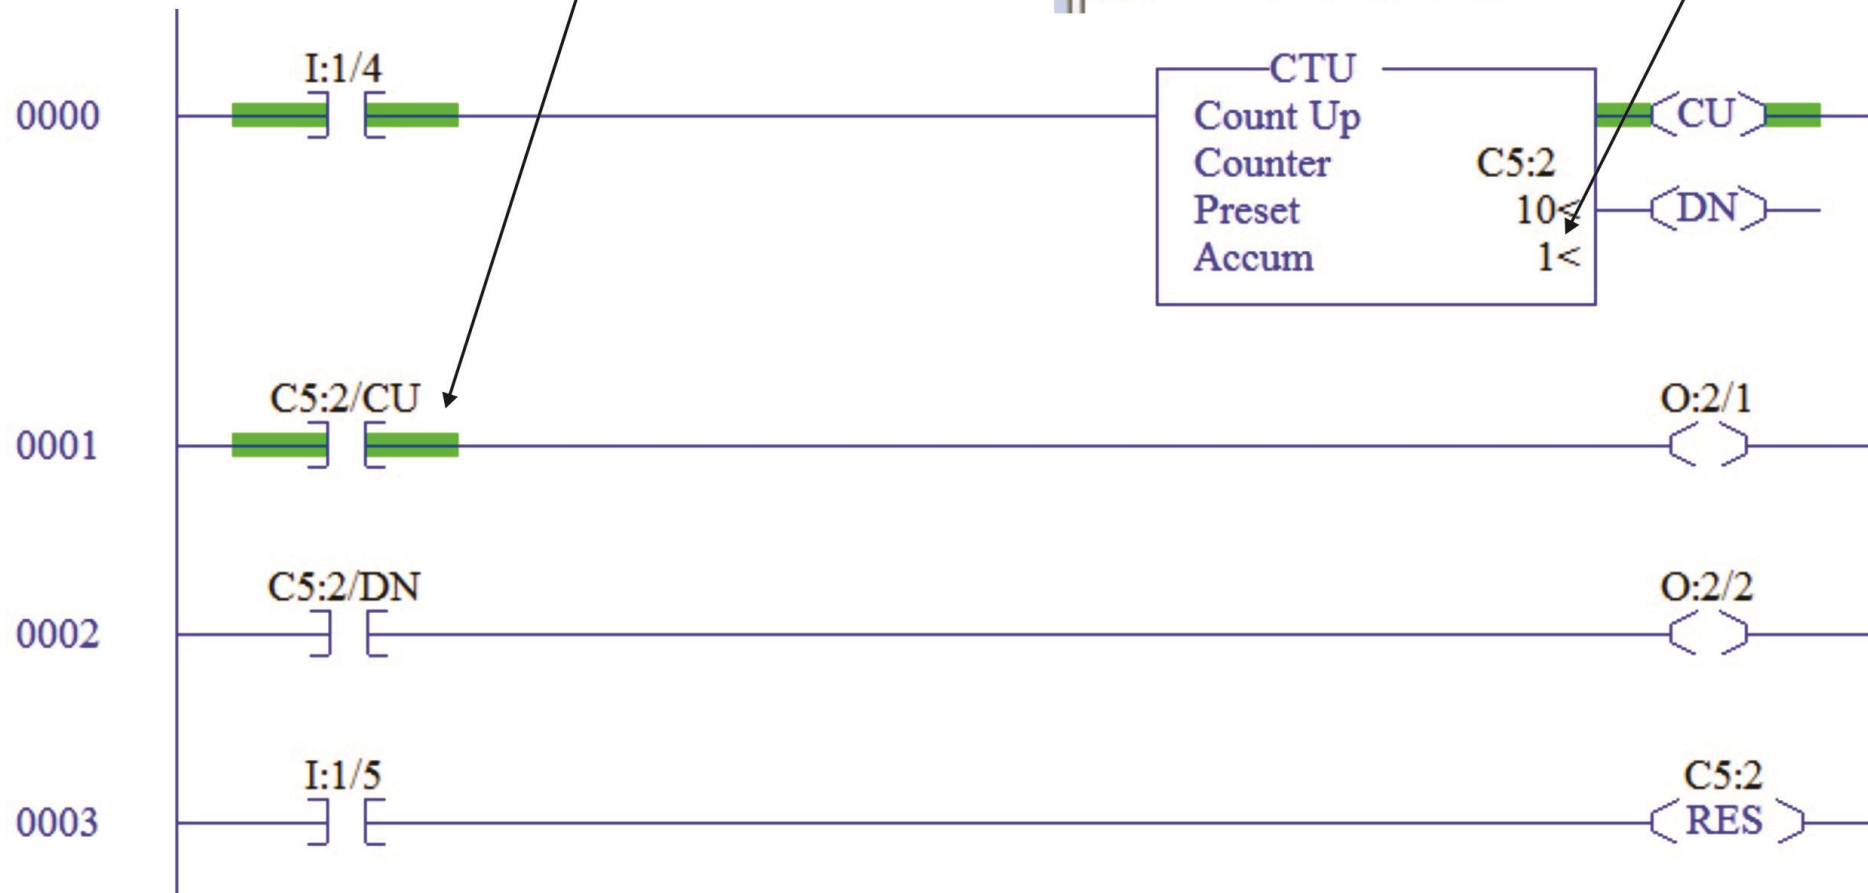 I:1/4
CTU
0000
Count Up
CU
Counter C5:2
Preset 10<
DN
Accum 1<
C5:2/CU
O:2/1
0001
C5:2/DN
O:2/2
0002
I:1/5
C5:2
0003
RES